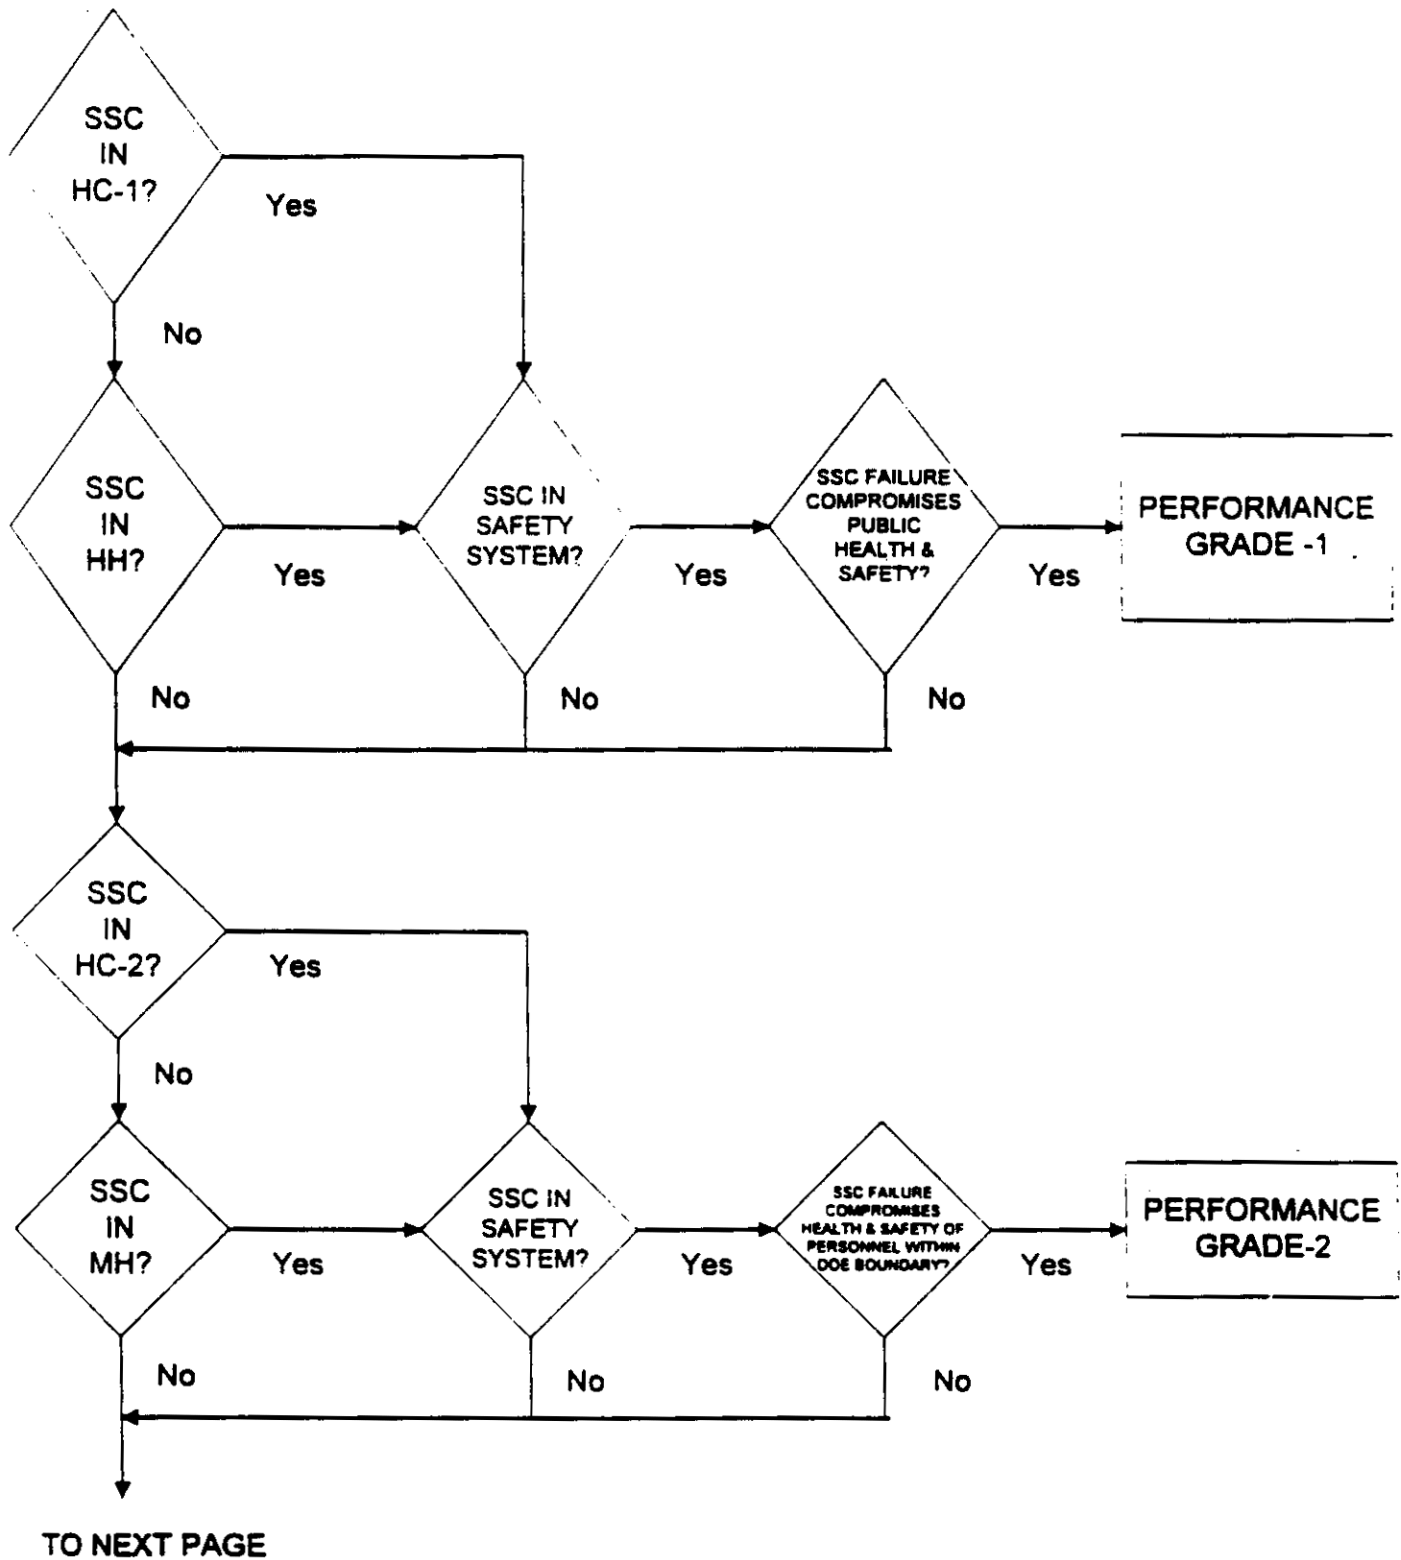 SSC
IN
HC-1?
Yes
No
SSC
IN
HH?
Yes
SSC IN
SAFETY
SYSTEM?
Yes
SSC FAILURE
COMPROMISES
PUBLIC
HEALTH &
SAFETY?
Yes
PERFORMANCE
GRADE -1
No
No
No
SSC
IN
HC-2?
Yes
No
SSC
IN
MH?
Yes
SSC IN
SAFETY
SYSTEM?
Yes
SSC FAILURE
COMPROMISES
HEALTH & SAFETY OF
PERSONNEL WITHIN
DOE BOUNDARY?
Yes
PERFORMANCE
GRADE-2
No
No
No
TO NEXT PAGE